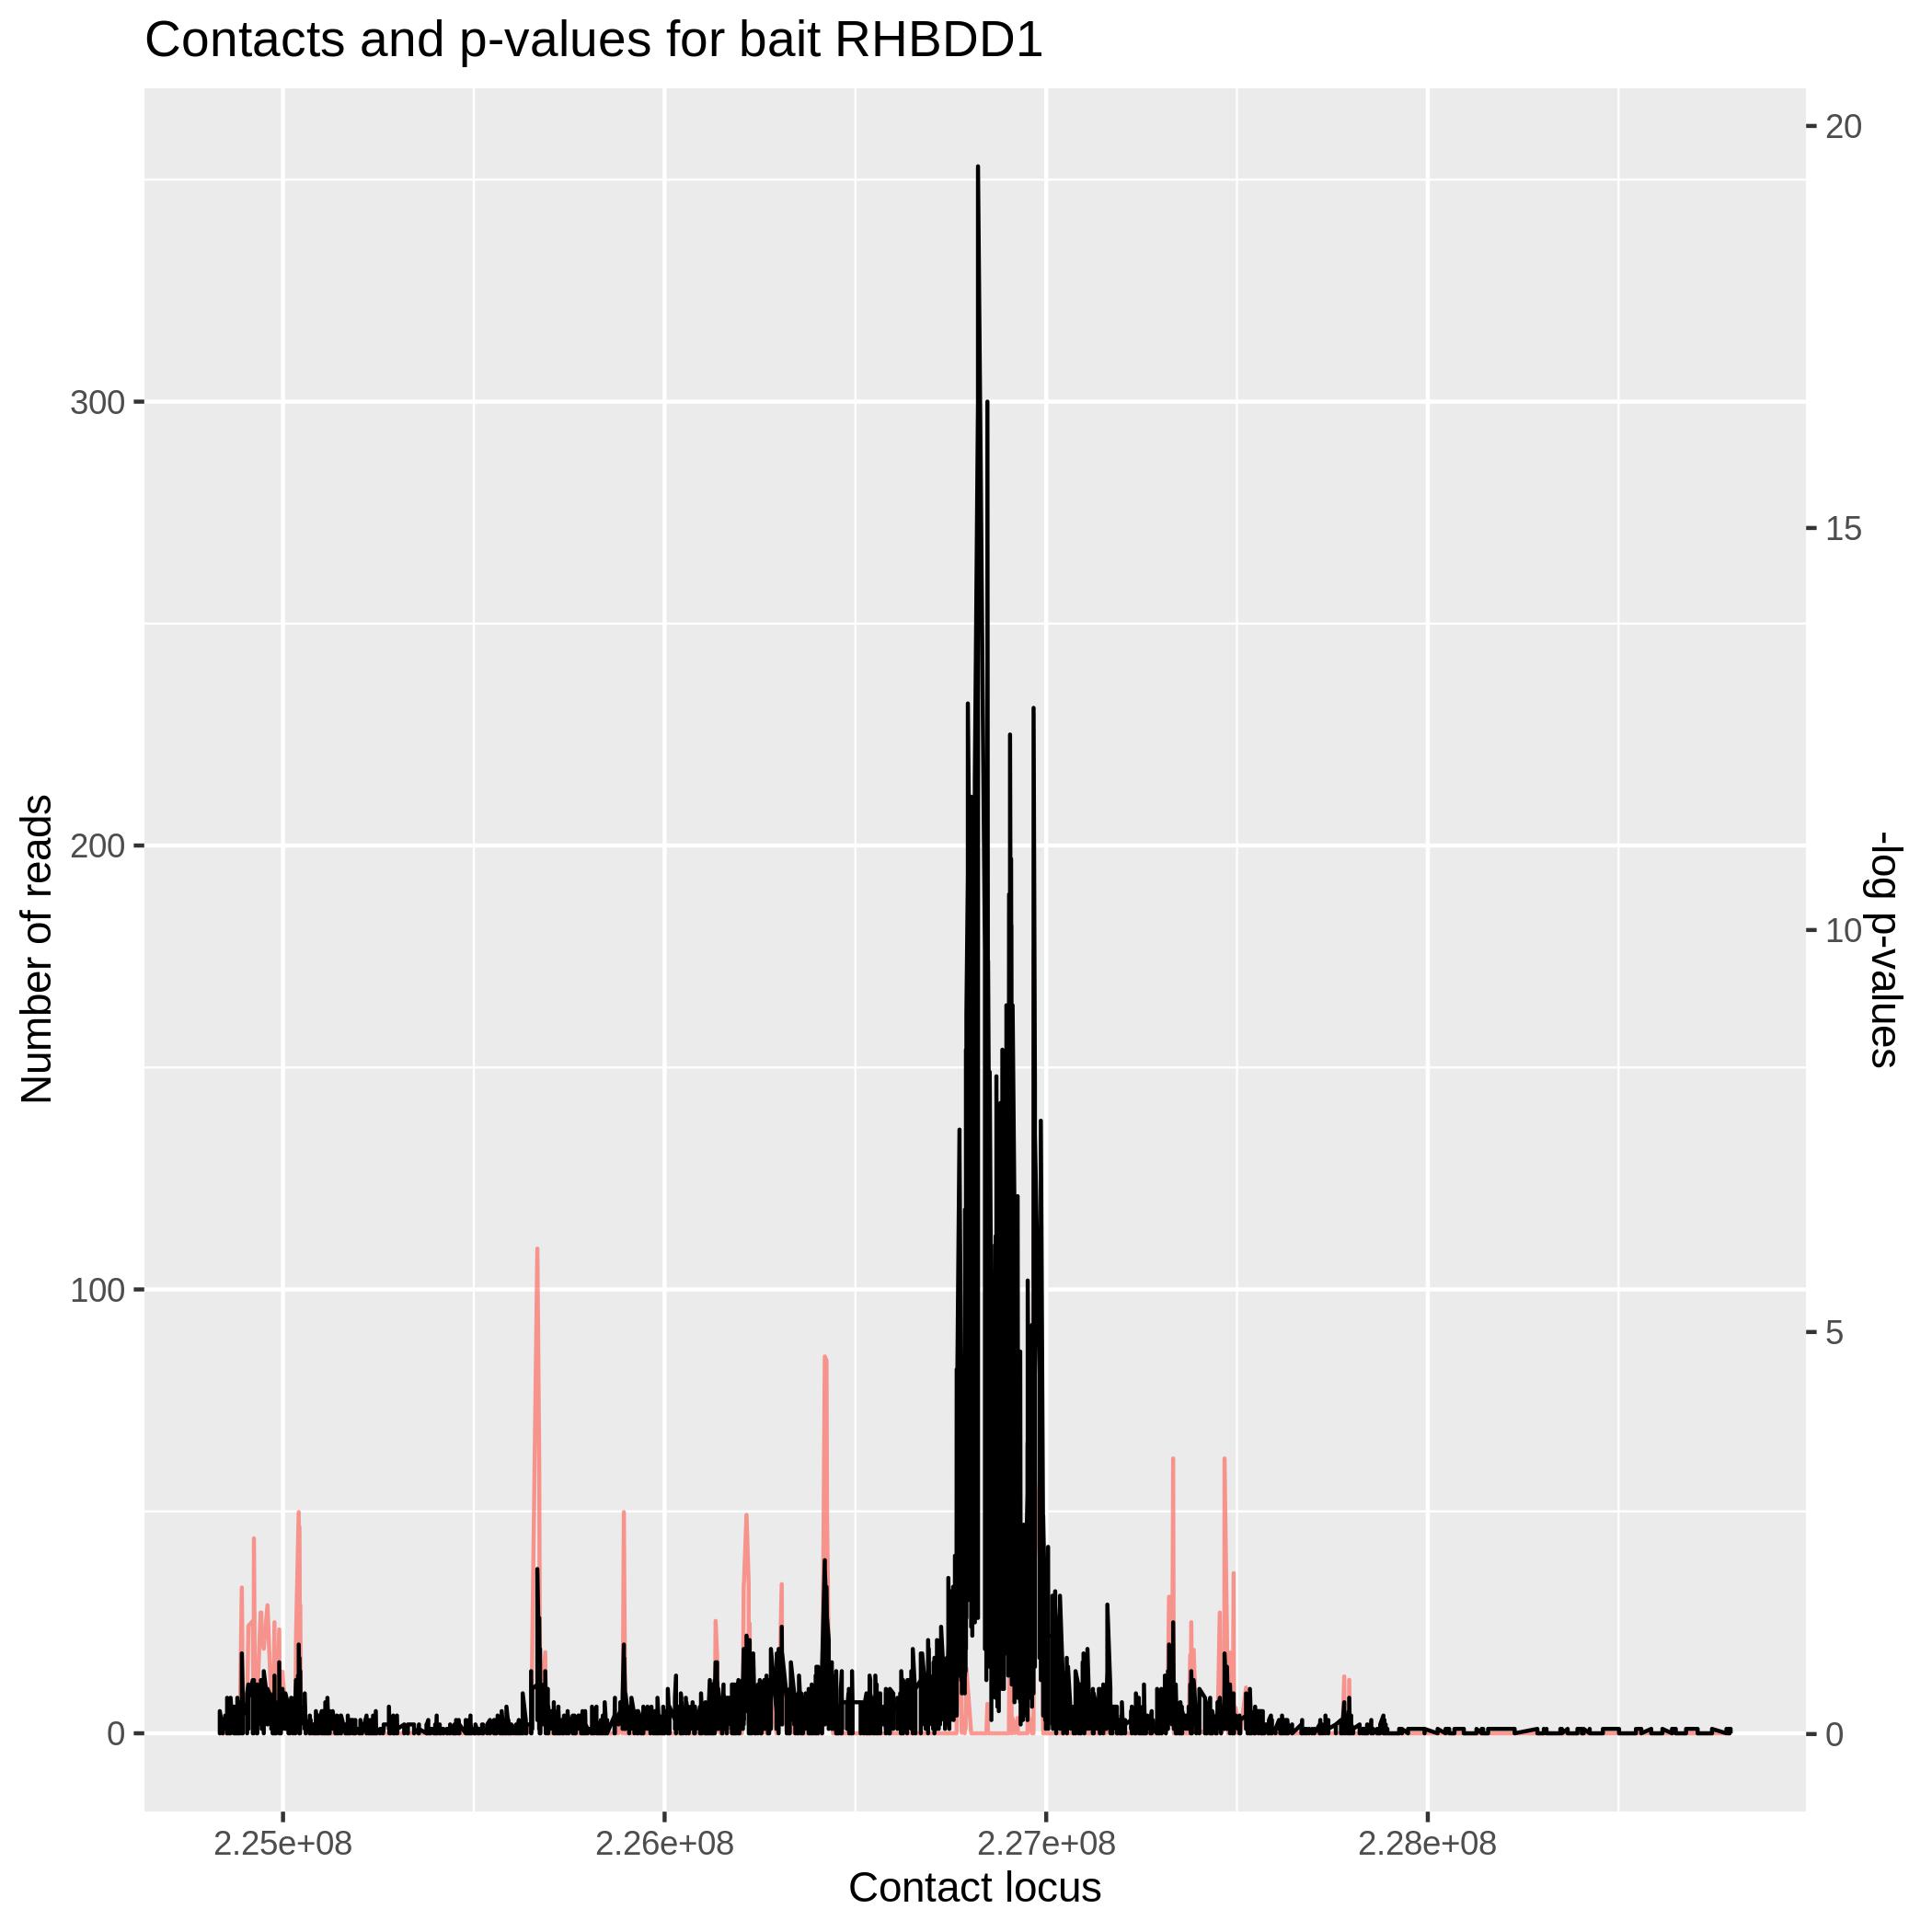 Contacts and p-values for bait RHBDD1
Number of reads
300
200
100
0
20
15
10
5
0
-log p-values
2.25e+08
2.26e+08
2.27e+08
2.28e+08
Contact locus